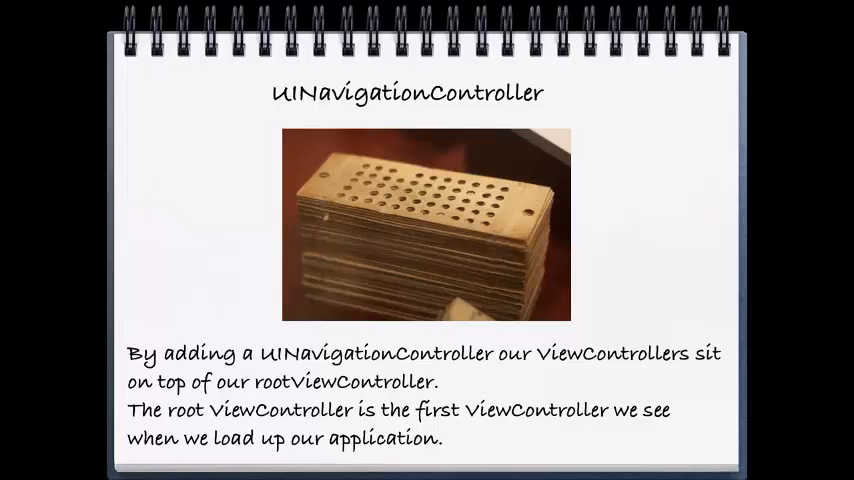 UINavigationController
By adding a UINavigationController our ViewControllers sit
on top of our rootViewController.
The root ViewController is the first ViewController we see
when we load up our application.